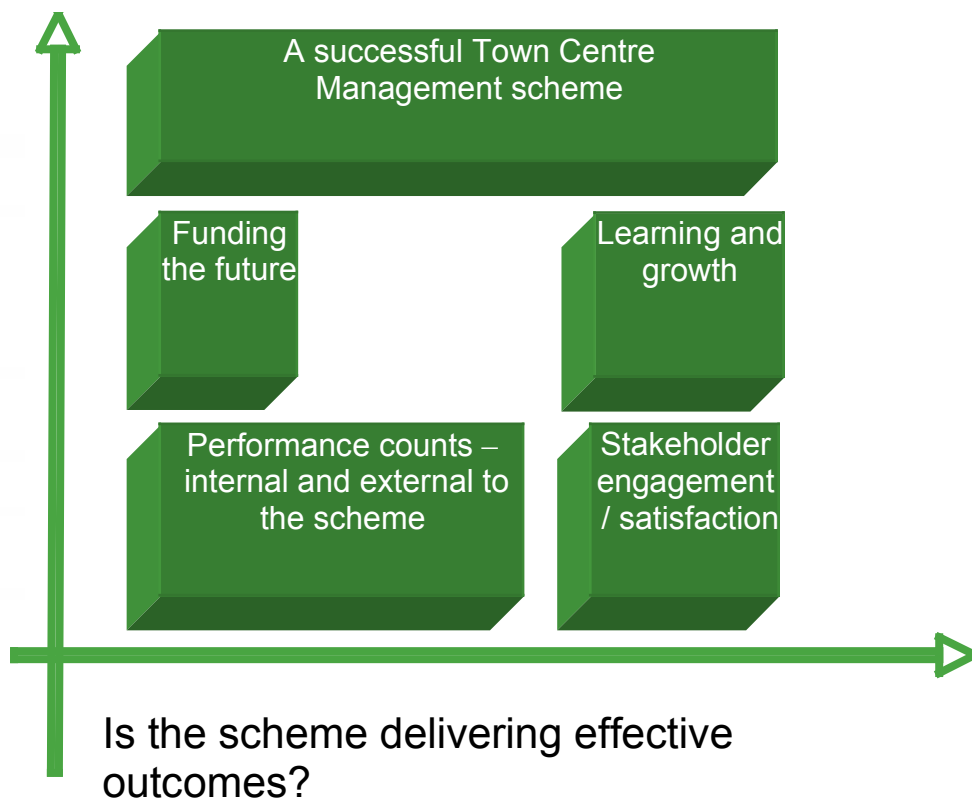 A successful Town Centre
Management scheme
Funding
the future
Learning and
growth
Performance counts –
internal and external to
the scheme
Stakeholder
engagement
/ satisfaction
Is the scheme delivering effective
outcomes?